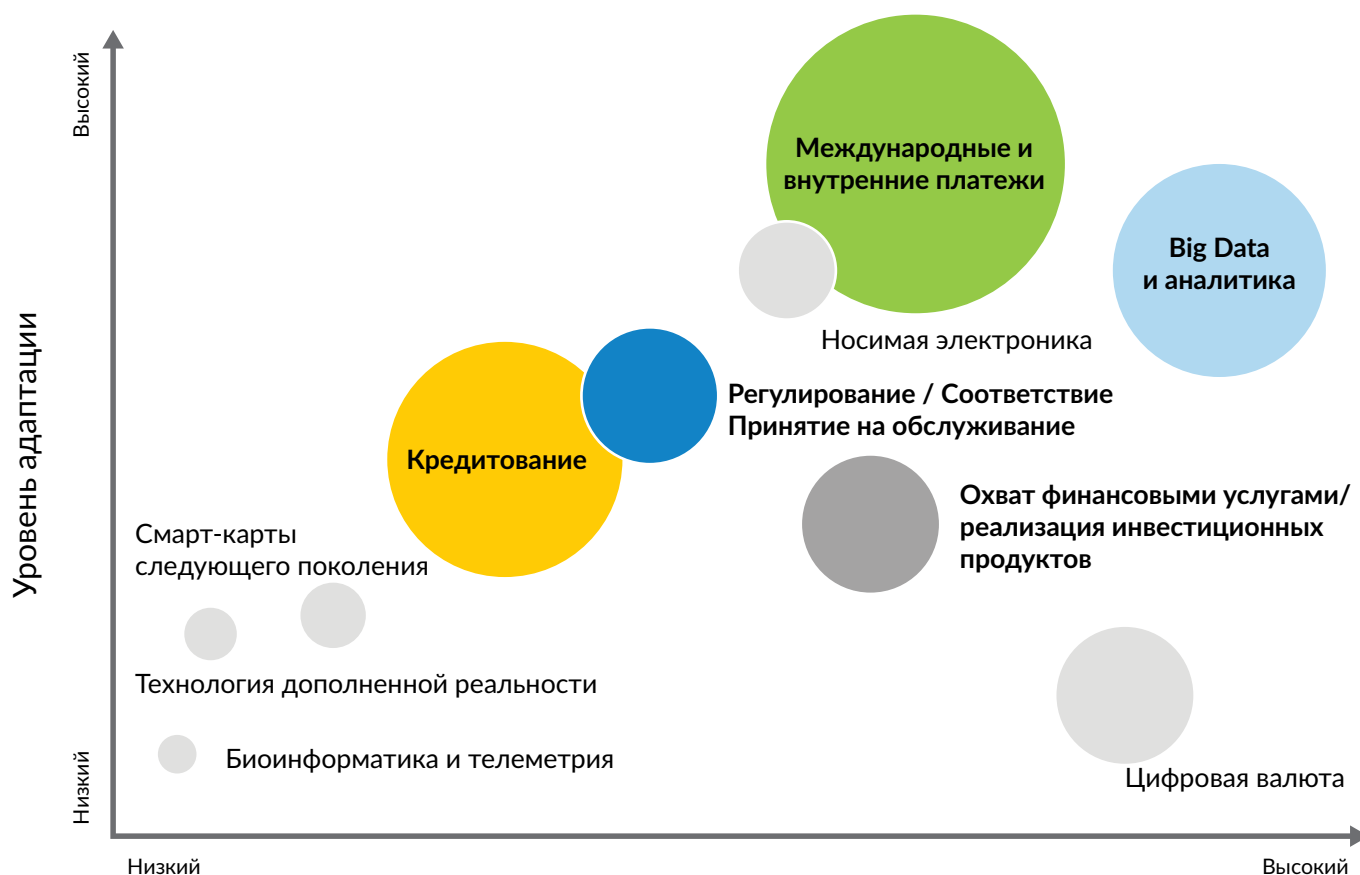 Высокий
Международные и
внутренние платежи
Big Data
и аналитика
Носимая электроника
Уровень адаптации
Регулирование / Соответствие
Принятие на обслуживание
Кредитование
Охват финансовыми услугами/
реализация инвестиционных
продуктов
Смарт-карты
следующего поколения
Технология дополненной реальности
Биоинформатика и телеметрия
Цифровая валюта
Низкий
Низкий
Высокий